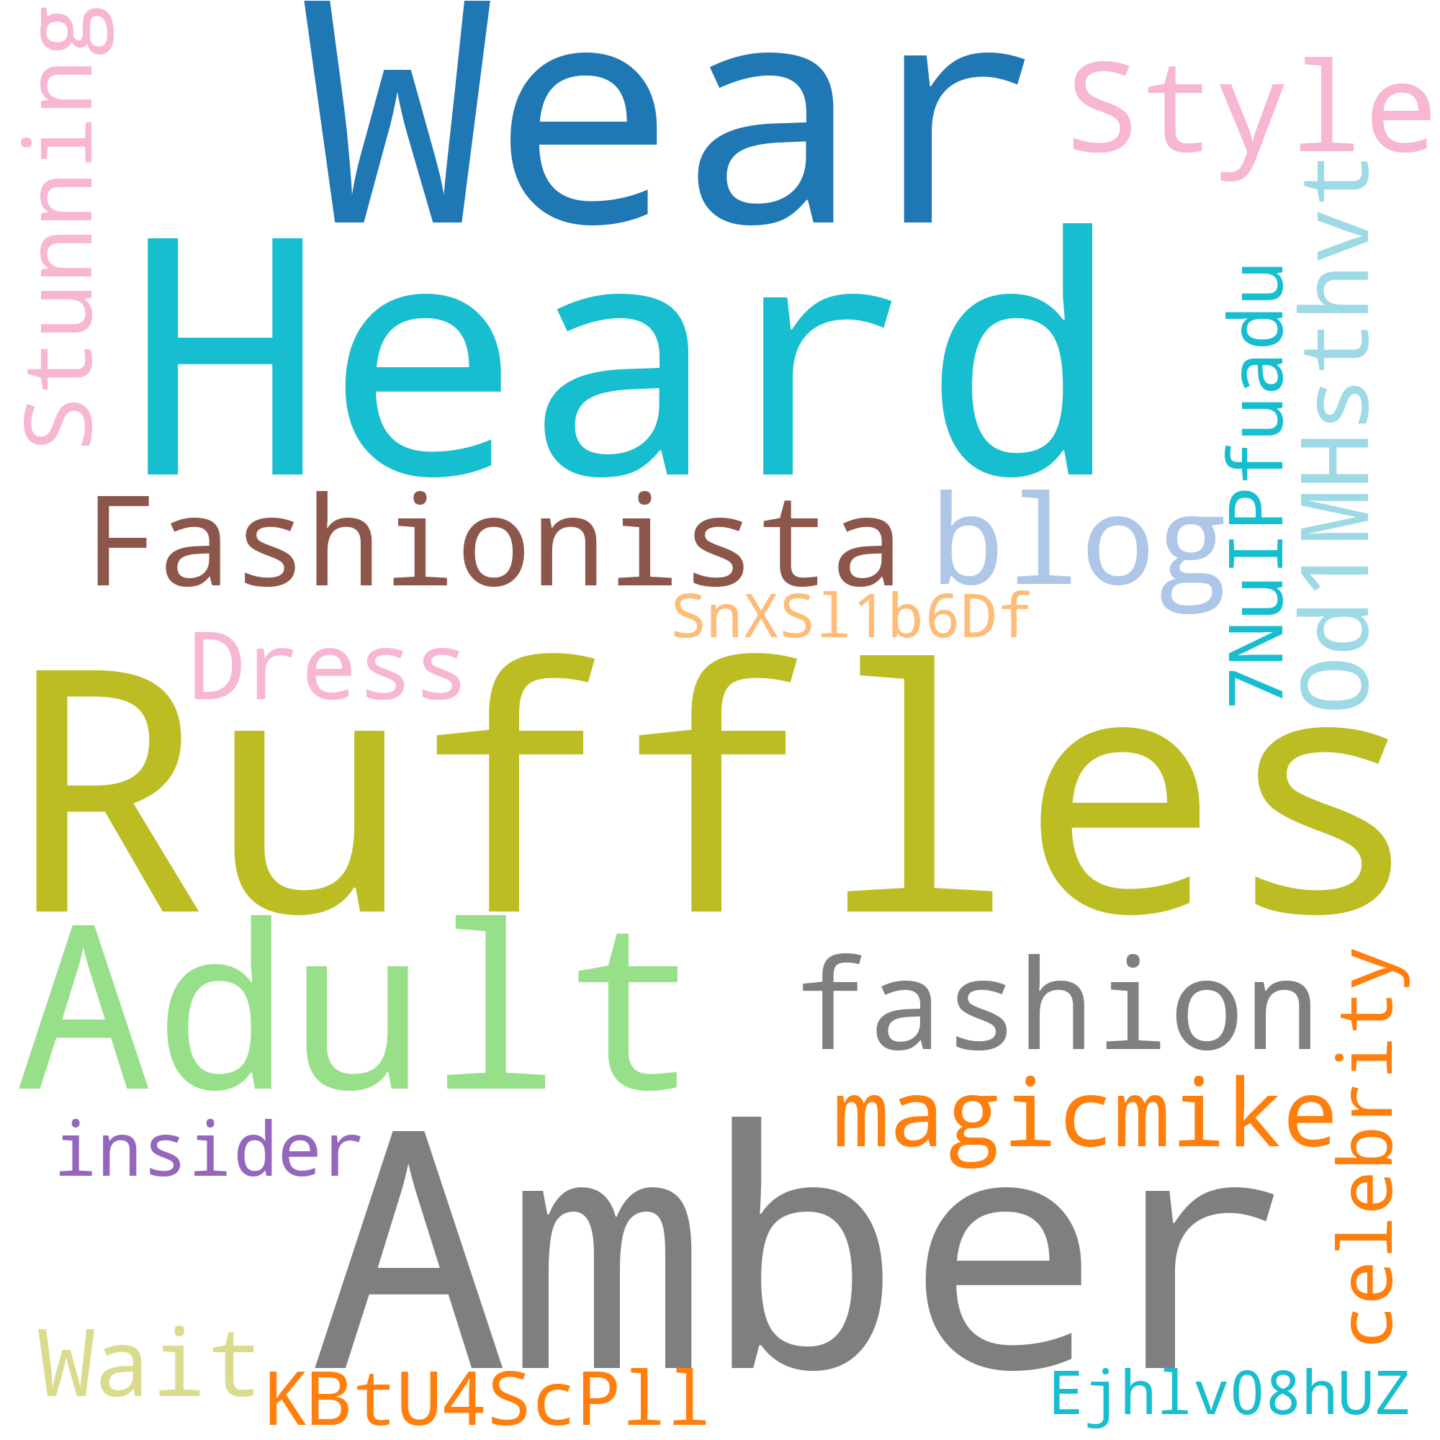 Wear
Style
Stunning
Heard
Od1MHsthvt
7NuIPfuadu
Fashionista
blog
SnXSl1b6Df
Dress
Ruffles
Adult
fashion
celebrity
magicmike
insider
Amber
Wait
KBtU4ScPll
Ejhlv08hUZ